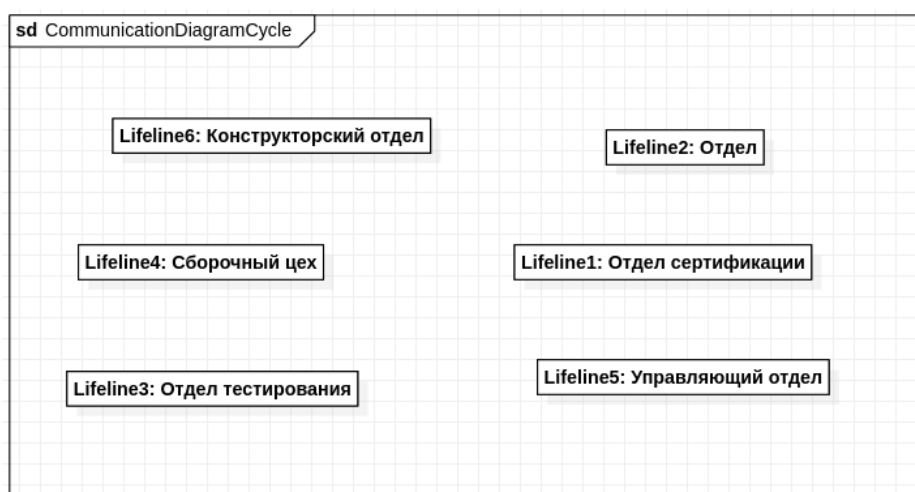 sd CommunicationDiagramCycle
Lifeline6: Конструкторский отдел
Lifeline2: Отдел
Lifeline4: Сборочный цех
Lifeline1: Отдел сертификации
Lifeline3: Отдел тестирования
Lifeline5: Управляющий отдел